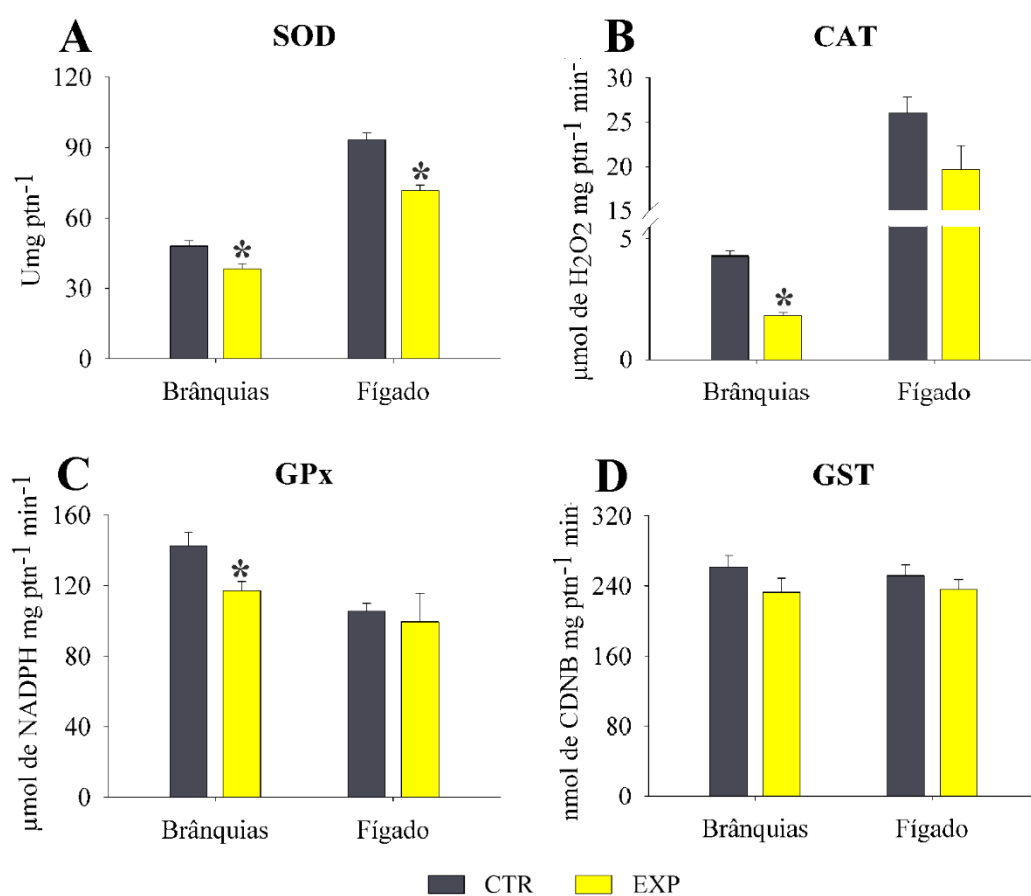 A SOD
Umg ptn-1
120
90
60
30
0
Brânquias Fígado
B CAT
µmol de H2O2 mg ptn-1 min-
30
25
20
15
5
0
Brânquias Fígado
* * *
C GPx
µmol de NADPH mg ptn-1 min-1
160
120
80
40
0
*
Brânquias Fígado
D GST
nmol de CDNB mg ptn-1 min-
320
240
160
80
0
Brânquias Fígado
CTR EXP